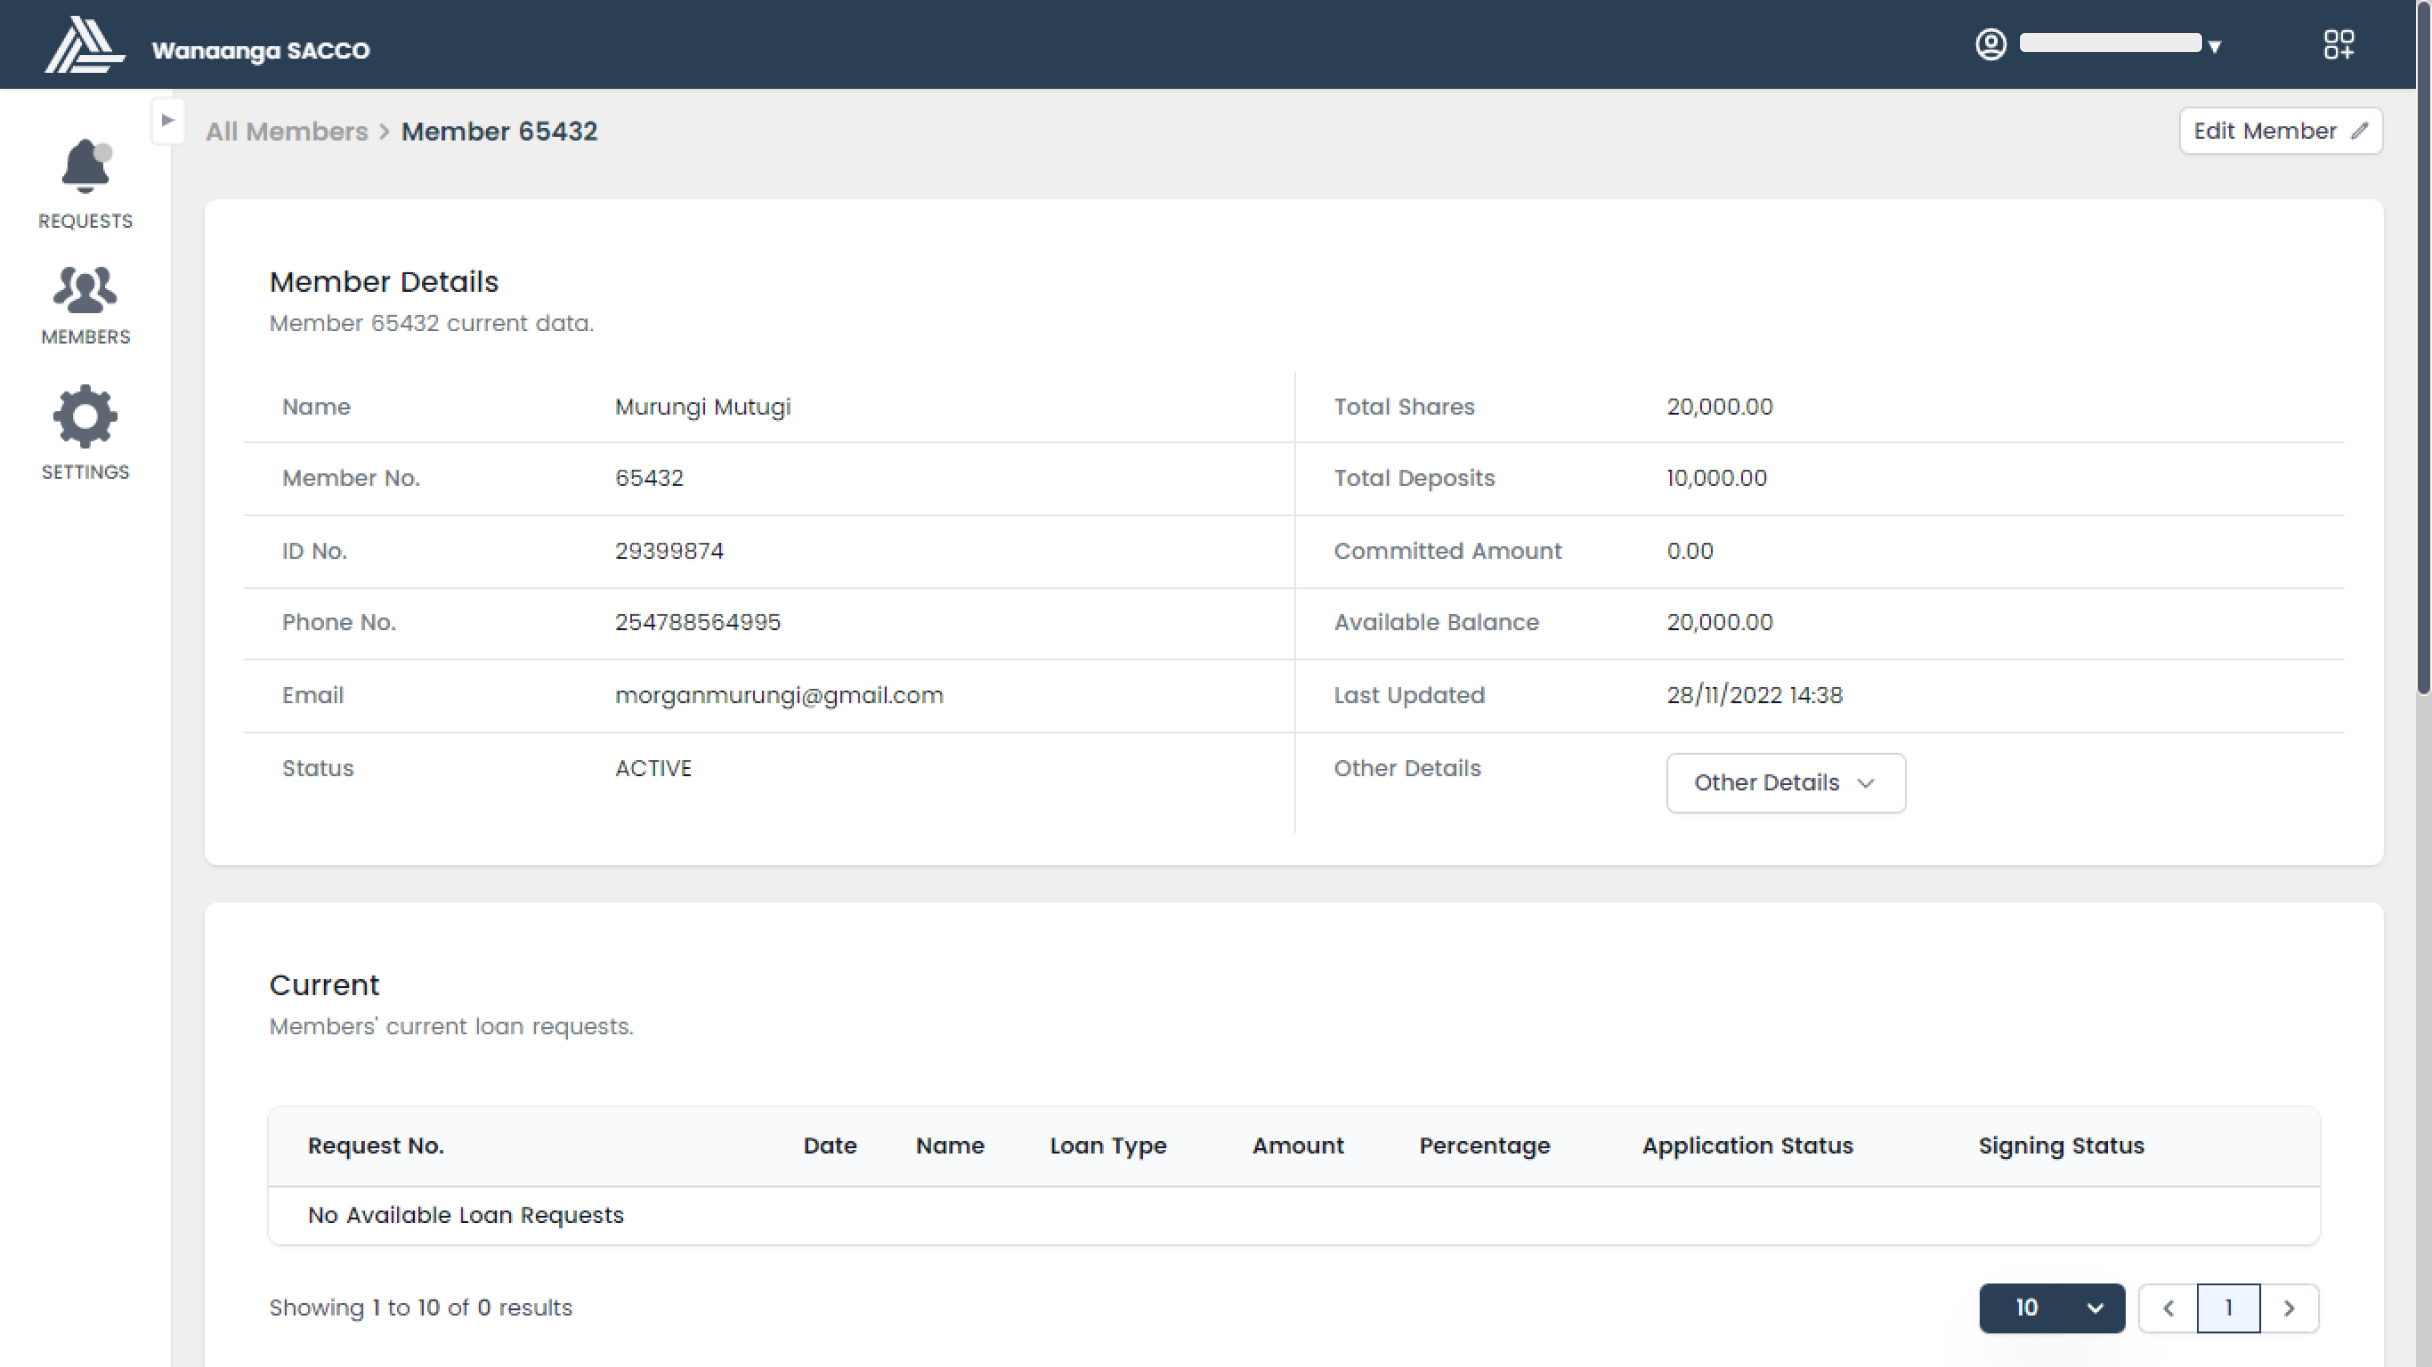 Wanaanga SACCO
All Members > Member 65432
Edit Member
REQUESTS
MEMBERS
SETTINGS
Member Details
Member 65432 current data.
Name Murungi Mutugi
Total Shares 20,000.00
Member No. 65432
Total Deposits 10,000.00
ID No. 29399874
Committed Amount 0.00
Phone No. 254788564995
Available Balance 20,000.00
Email morganmurungi@gmail.com
Last Updated 28/11/2022 14:38
Status ACTIVE
Other Details Other Details
Current
Members' current loan requests.
Request No. Date Name Loan Type Amount Percentage Application Status Signing Status
No Available Loan Requests
Showing 1 to 10 of 0 results
10
1